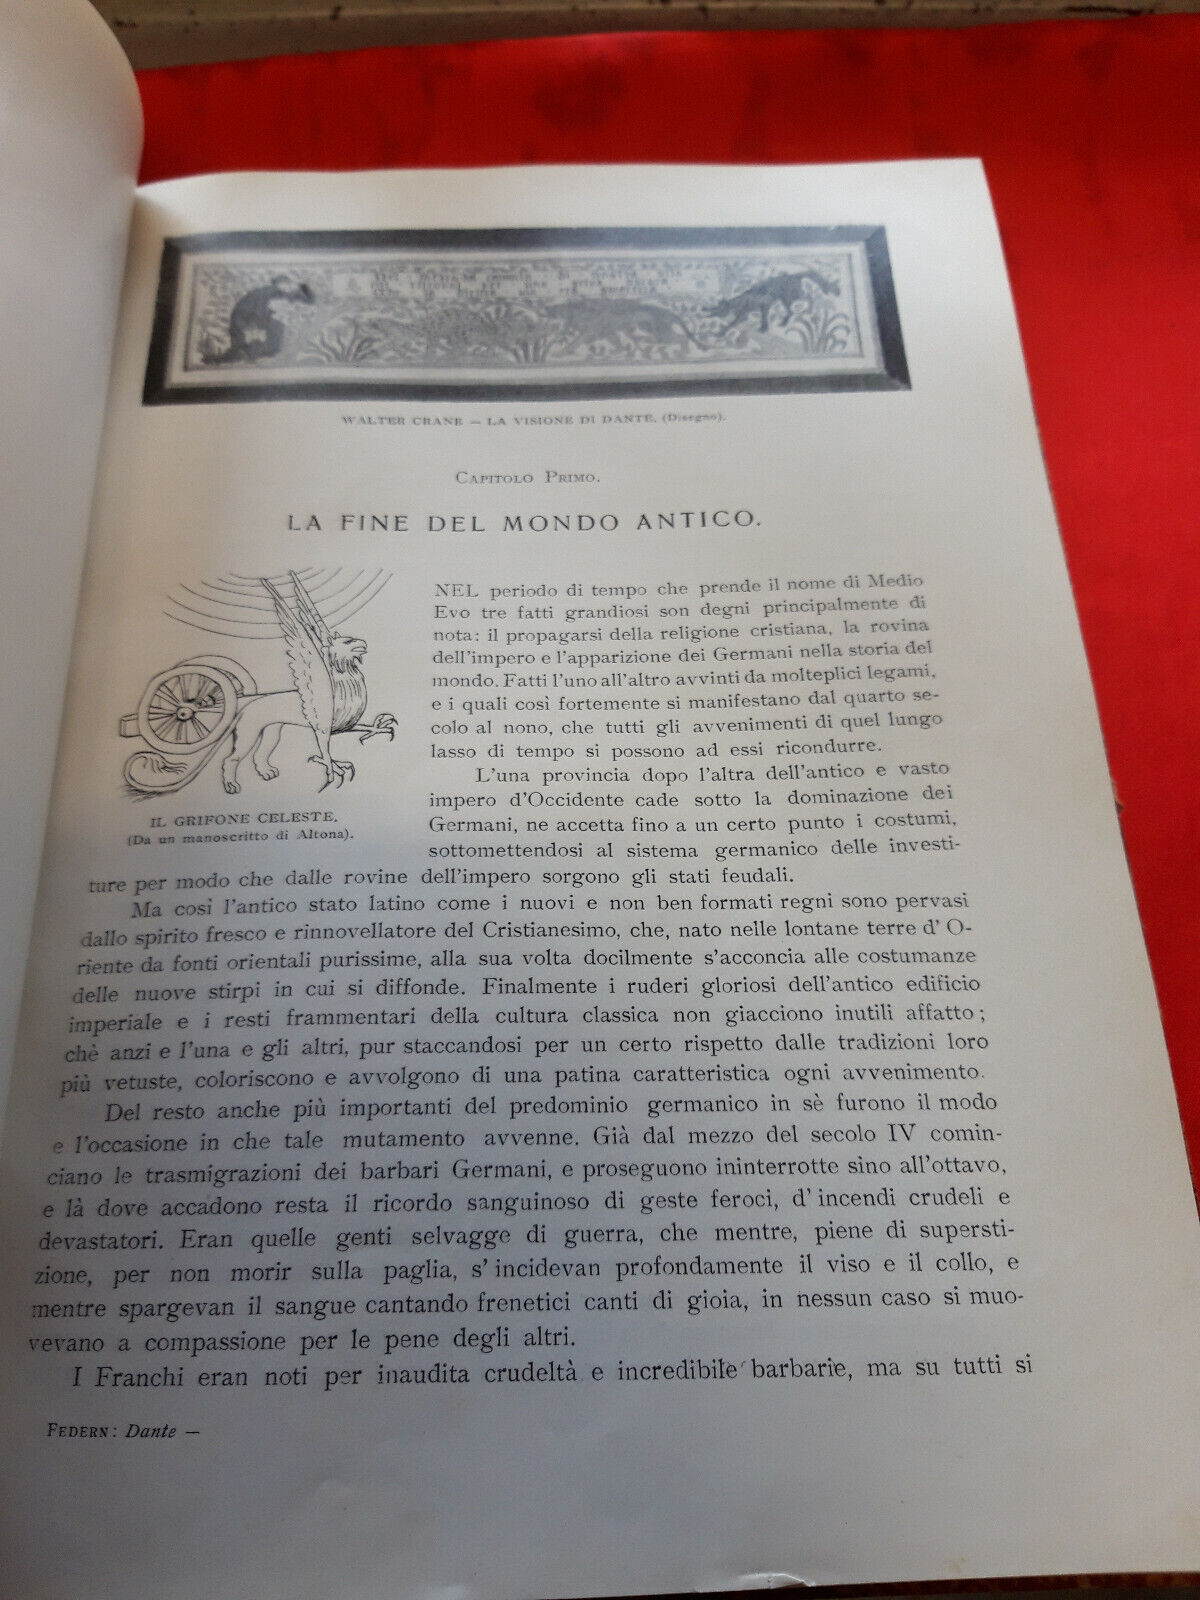 WALTER CRANE — LA VISIONE DI DANTE. (Disegno).
CAPITOLO PRIMO.
LA FINE DEL MONDO ANTICO.
IL GRIFONE CELESTE.
(Da un manoscritto di Altona).
NEL periodo di tempo che prende il nome di Medio
Evo tre fatti grandiosi son degni principalmente di
nota: il propagarsi della religione cristiana, la rovina
dell'impero e l'apparizione dei Germani nella storia del
mondo. Fatti l'uno all'altro avvinti da molteplici legami,
e i quali così fortemente si manifestano dal quarto se-
colo al nono, che tutti gli avvenimenti di quel lungo
lasso di tempo si possono ad essi ricondurre.
L'una provincia dopo l'altra dell'antico e vasto
impero d'Occidente cade sotto la dominazione dei
Germani, ne accetta fino a un certo punto i costumi,
sottomettendosi al sistema germanico delle investi-
ture per modo che dalle rovine dell'impero sorgono gli stati feudali.
Ma così l'antico stato latino come i nuovi e non ben formati regni sono pervasi
dallo spirito fresco e rinnovellatore del Cristianesimo, che, nato nelle lontane terre d' O-
riente da fonti orientali purissime, alla sua volta docilmente s'acconcia alle costumanze
delle nuove stirpi in cui si diffonde. Finalmente i ruderi gloriosi dell'antico edificio
imperiale e i resti frammentari della cultura classica non giacciono inutili affatto;
chè anzi e l'una e gli altri, pur staccandosi per un certo rispetto dalle tradizioni loro
più vetuste, coloriscono e avvolgono di una patina caratteristica ogni avvenimento.
Del resto anche più importanti del predominio germanico in sè furono il modo
e l'occasione in che tale mutamento avvenne. Già dal mezzo del secolo IV comin-
ciano le trasmigrazioni dei barbari Germani, e proseguono ininterrotte sino all'ottavo,
e là dove accadono resta il ricordo sanguinoso di geste feroci, d' incendi crudeli e
devastatori. Eran quelle genti selvagge di guerra, che mentre, piene di supersti-
zione, per non morir sulla paglia, s' incidevan profondamente il viso e il collo, e
mentre spargevan il sangue cantando frenetici canti di gioia, in nessun caso si muo-
vevano a compassione per le pene degli altri.
I Franchi eran noti per inaudita crudeltà e incredibile barbarie, ma su tutti si
FEDERN: Dante —